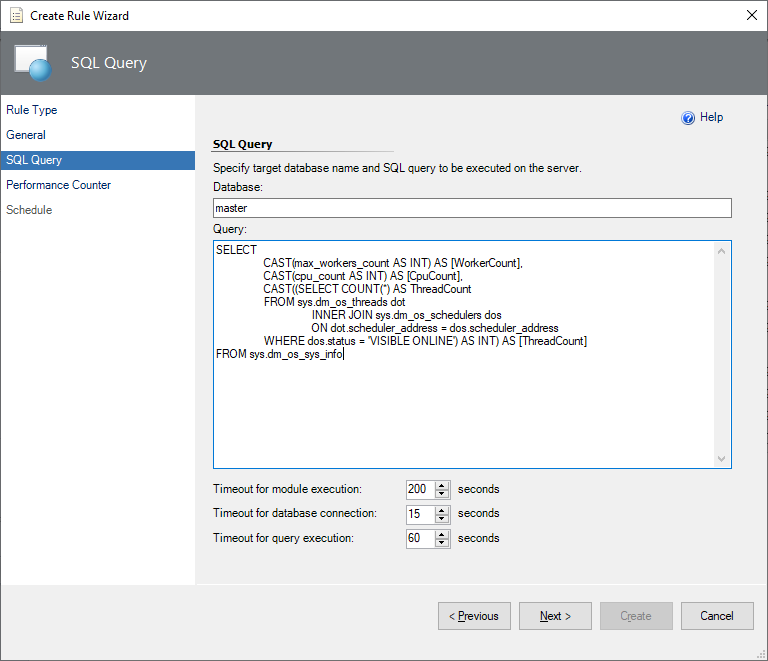 Create Rule Wizard
SQL Query
Rule Type
General
SQL Query
Performance Counter
Schedule
Help
SQL Query
Specify target database name and SQL query to be executed on the server.
Database:
master
Query:
SELECT
CAST(max_workers_count AS INT) AS [WorkerCount],
CAST(cpu_count AS INT) AS [CpuCount],
CAST((SELECT COUNT(*) AS ThreadCount
FROM sys.dm_os_threads dot
INNER JOIN sys.dm_os_schedulers dos
ON dot.scheduler_address = dos.scheduler_address
WHERE dos.status = 'VISIBLE ONLINE') AS INT) AS [ThreadCount]
FROM sys.dm_os_sys_info
Timeout for module execution: 200 seconds
Timeout for database connection: 15 seconds
Timeout for query execution: 60 seconds
< Previous Next > Create Cancel